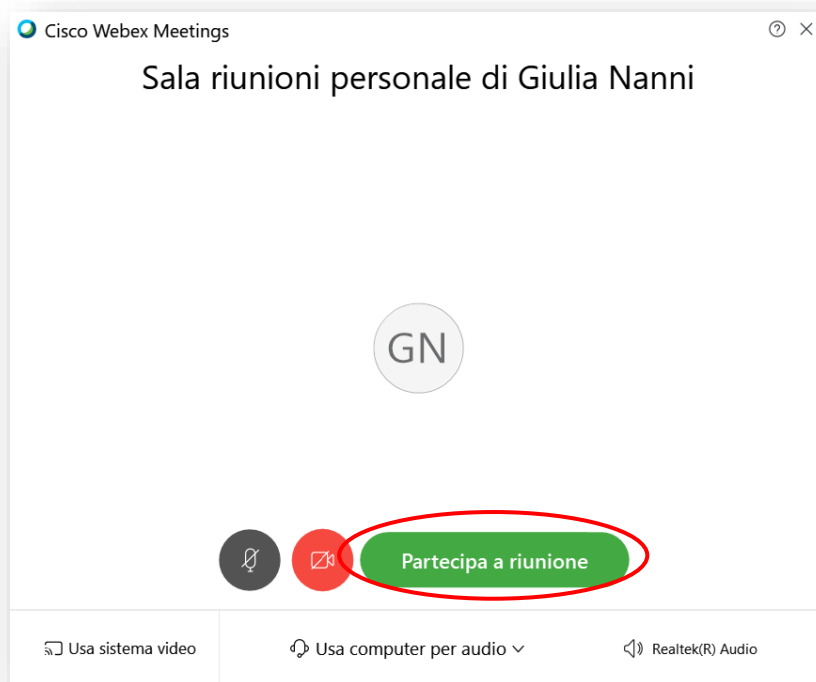 Cisco Webex Meetings
Sala riunioni personale di Giulia Nanni
GN
Partecipa a riunione
Usa sistema video
Usa computer per audio
Realtek(R) Audio